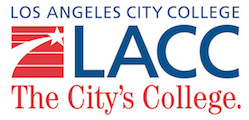 LOS ANGELES CITY COLLEGE
LACC
The City's College.